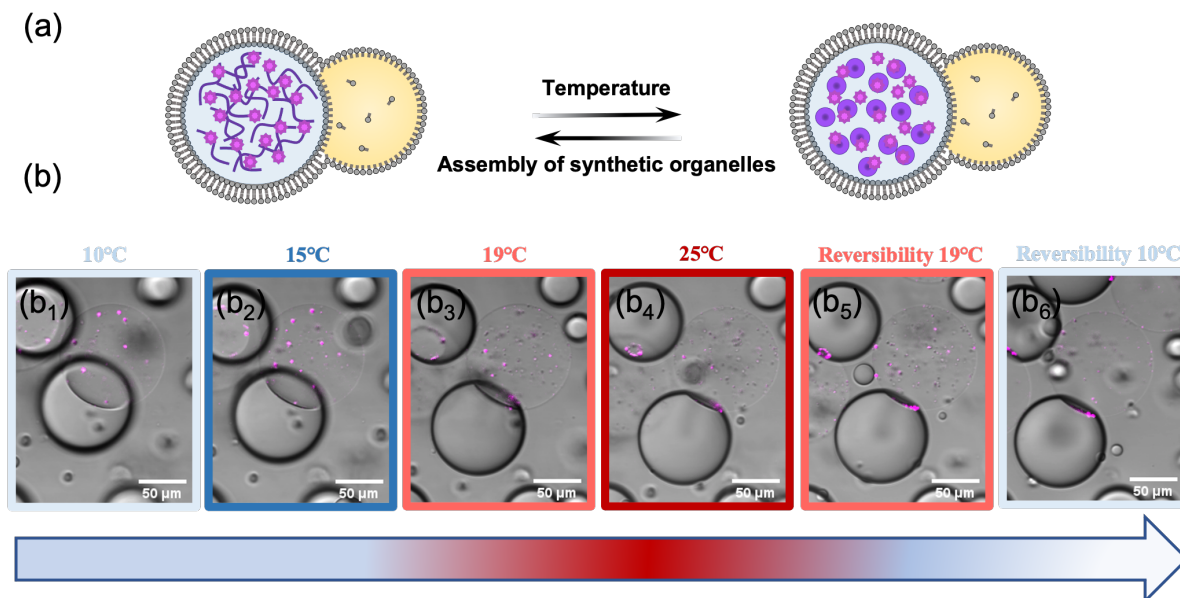 (a)
Temperature
Assembly of synthetic organelles
(b)
10℃
15℃
19℃
25℃
Reversibility 19℃
Reversibility 10℃
(b1)
(b2)
(b3)
(b4)
(b5)
(b6)
50 µm
50 µm
50 µm
50 µm
50 µm
50 µm